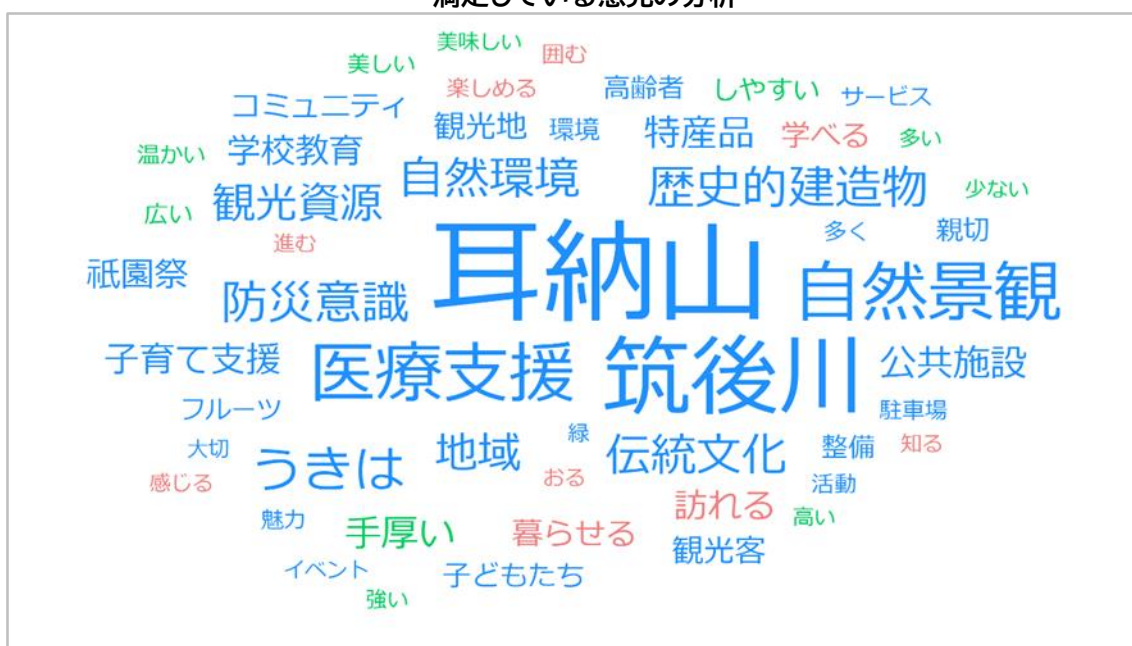 満足している意見の分析
美味しい
囲む
美しい
楽しめる
高齢者
しやすい
サービス
コミュニティ
観光地
環境
特産品
学べる
多い
温かい
学校教育
自然環境
歴史的建造物
少ない
広い
観光資源
多く
親切
進む
耳納山
自然景観
祇園祭
防災意識
子育て支援
医療支援
筑後川
公共施設
フルーツ
駐車場
大切
うきは
地域
緑
伝統文化
整備
知る
感じる
おる
活動
魅力
手厚い
暮らせる
訪れる
高い
観光客
イベント
子どもたち
強い